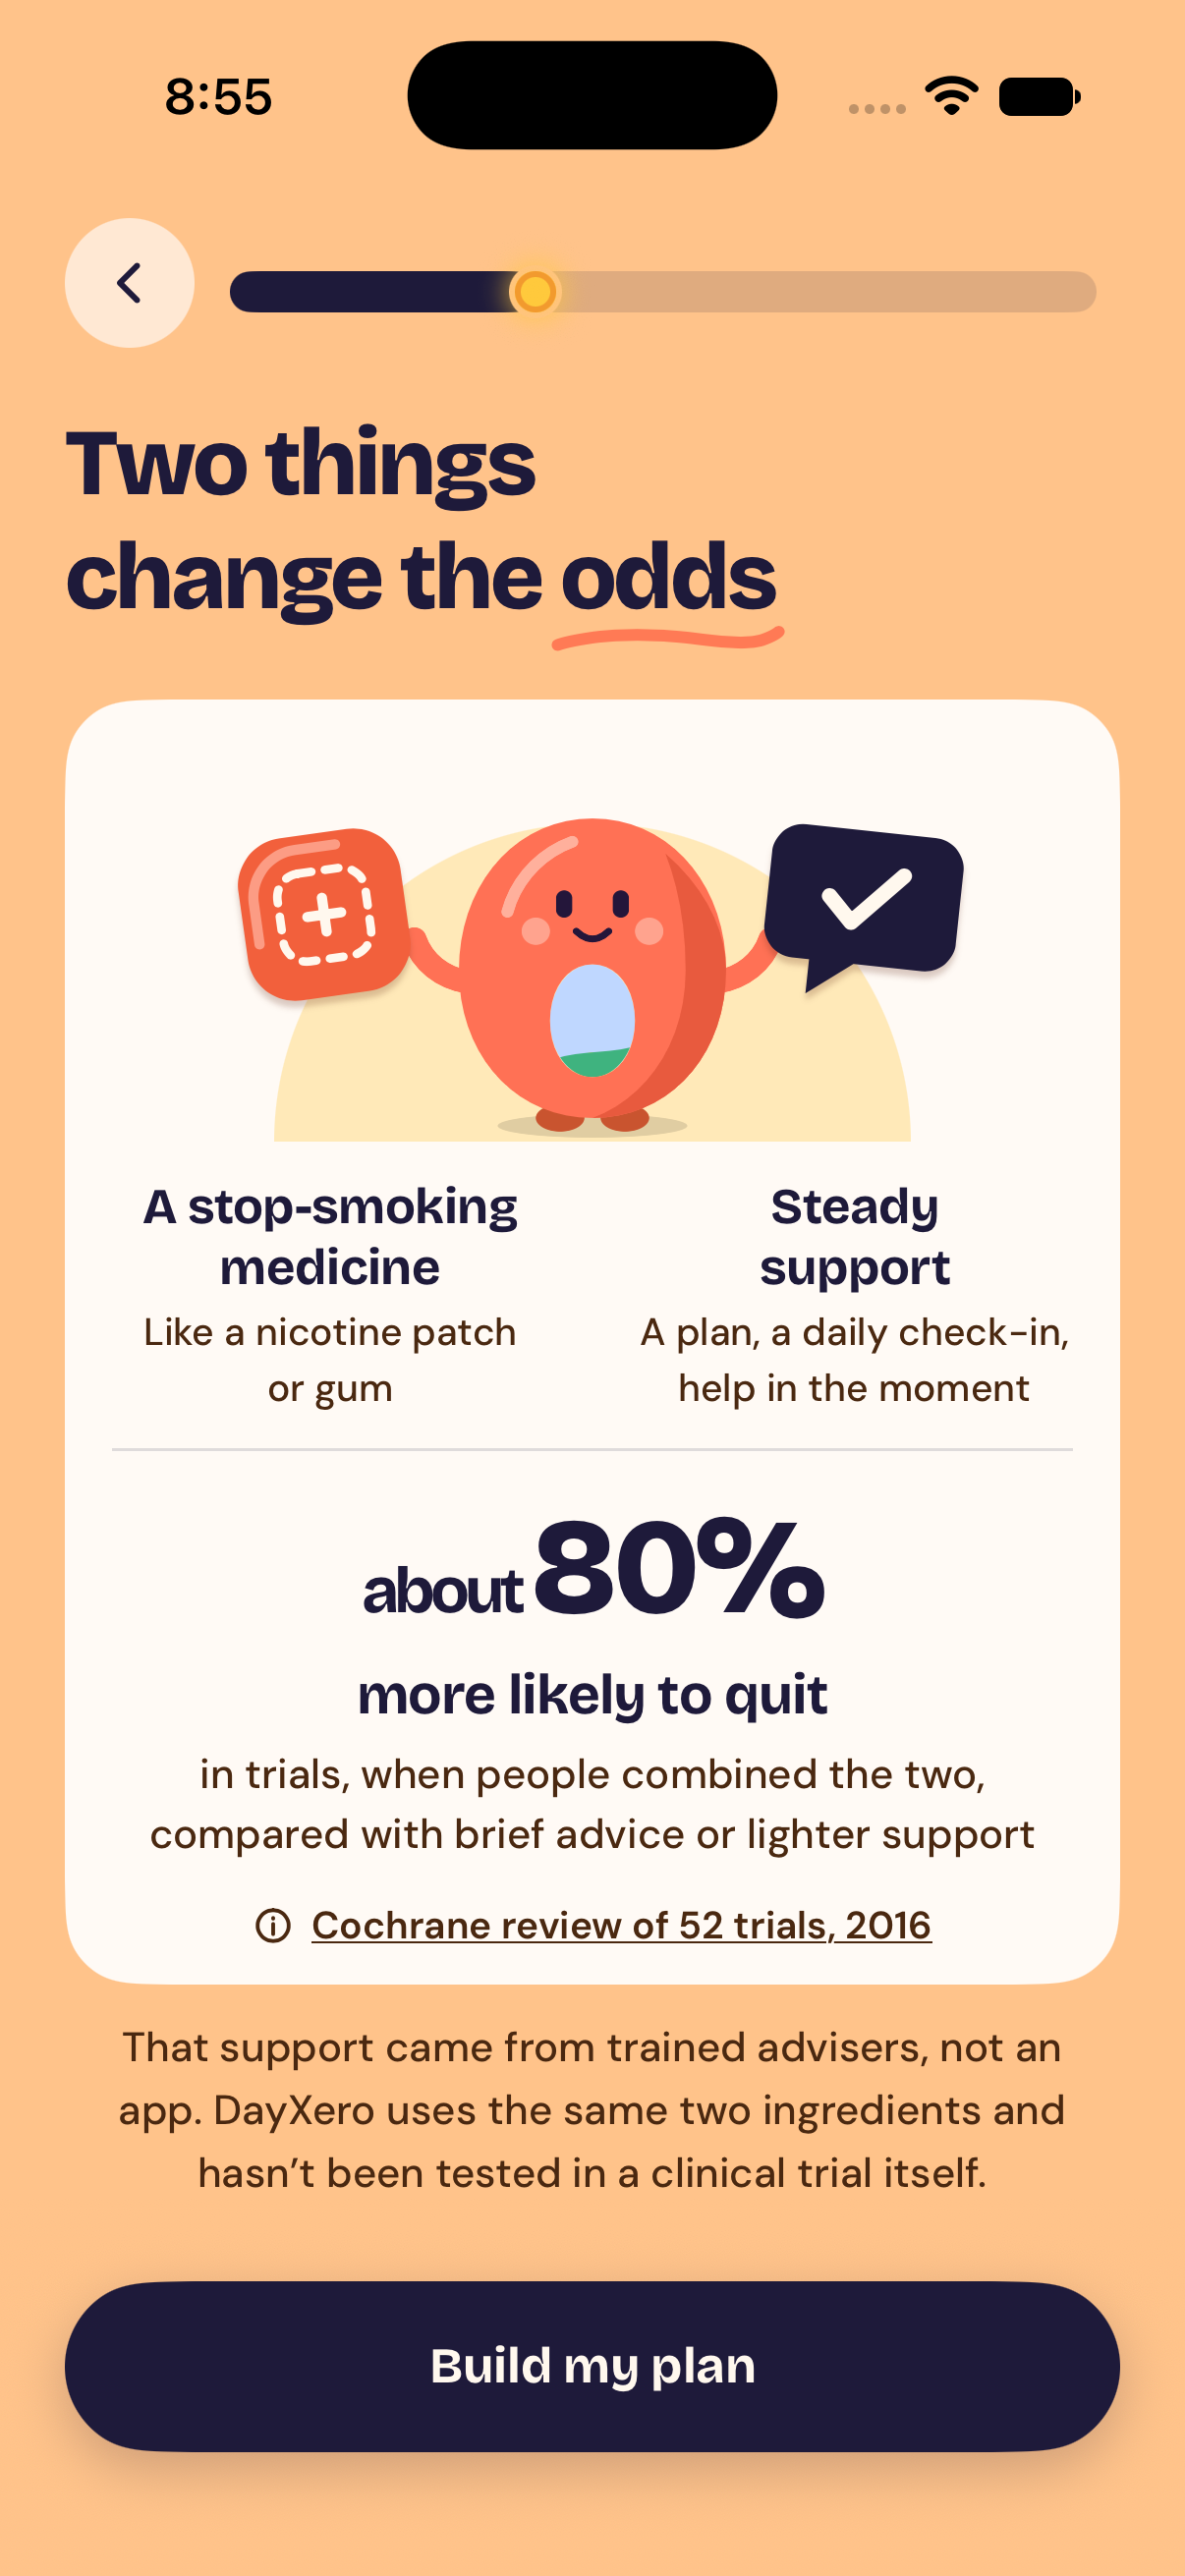 8:55
Two things
change the odds
A stop-smoking
medicine
Like a nicotine patch
or gum
Steady
support
A plan, a daily check-in,
help in the moment
about 80%
more likely to quit
in trials, when people combined the two,
compared with brief advice or lighter support
Cochrane review of 52 trials, 2016
That support came from trained advisers, not an
app. DayXero uses the same two ingredients and
hasn’t been tested in a clinical trial itself.
Build my plan